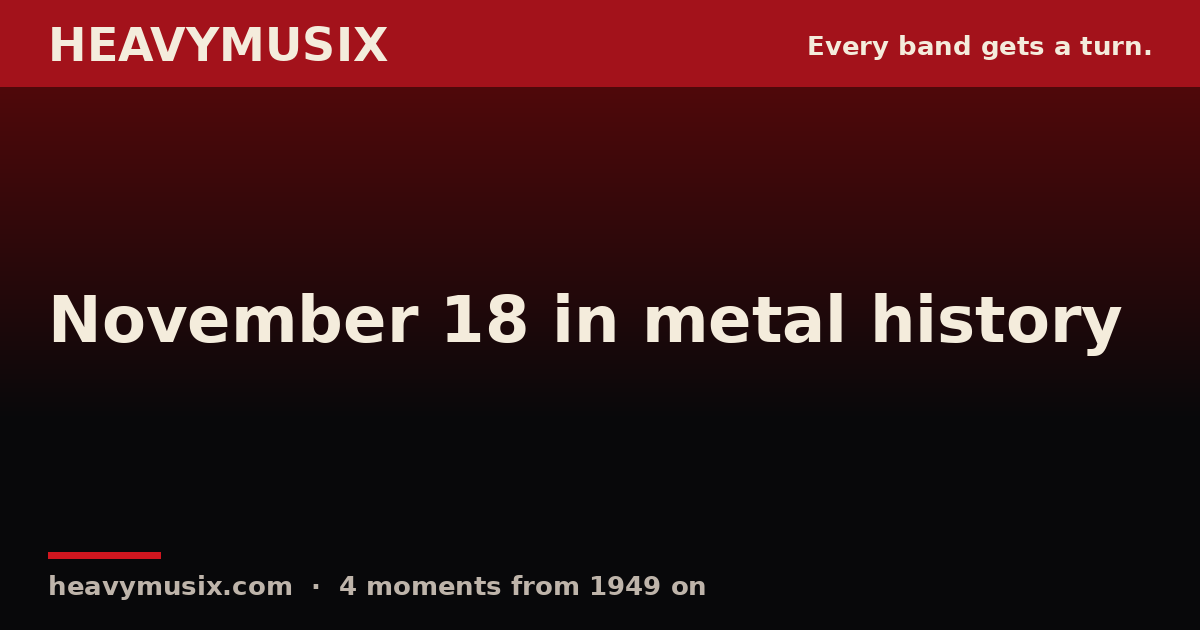 HEAVYMUSIX
Every band gets a turn.
November 18 in metal history
heavymusix.com · 4 moments from 1949 on